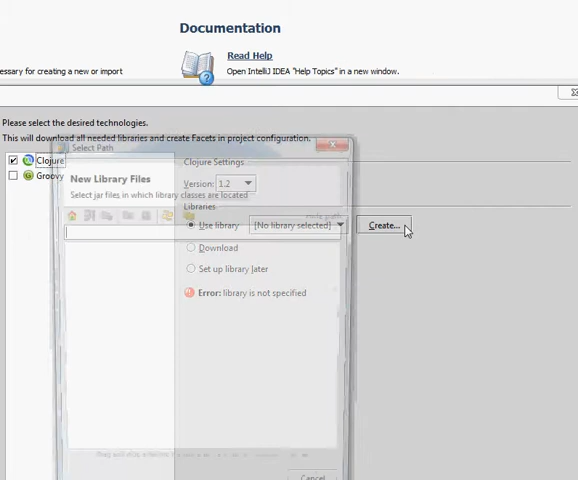 Documentation
Read Help
essary for creating a new or import
Open IntelliJ IDEA "Help Topics" in a new window.
Please select the desired technologies.
This will download all needed libraries and create Facets in project configuration.
Select Path
Clojure
Clojure Settings
Groovy
New Library Files
Version: 1.2
Select jar files in which library classes are located
Libraries
Hide path
Use library
[No library selected]
Create...
Download
Set up library later
Error: library is not specified
Cancel